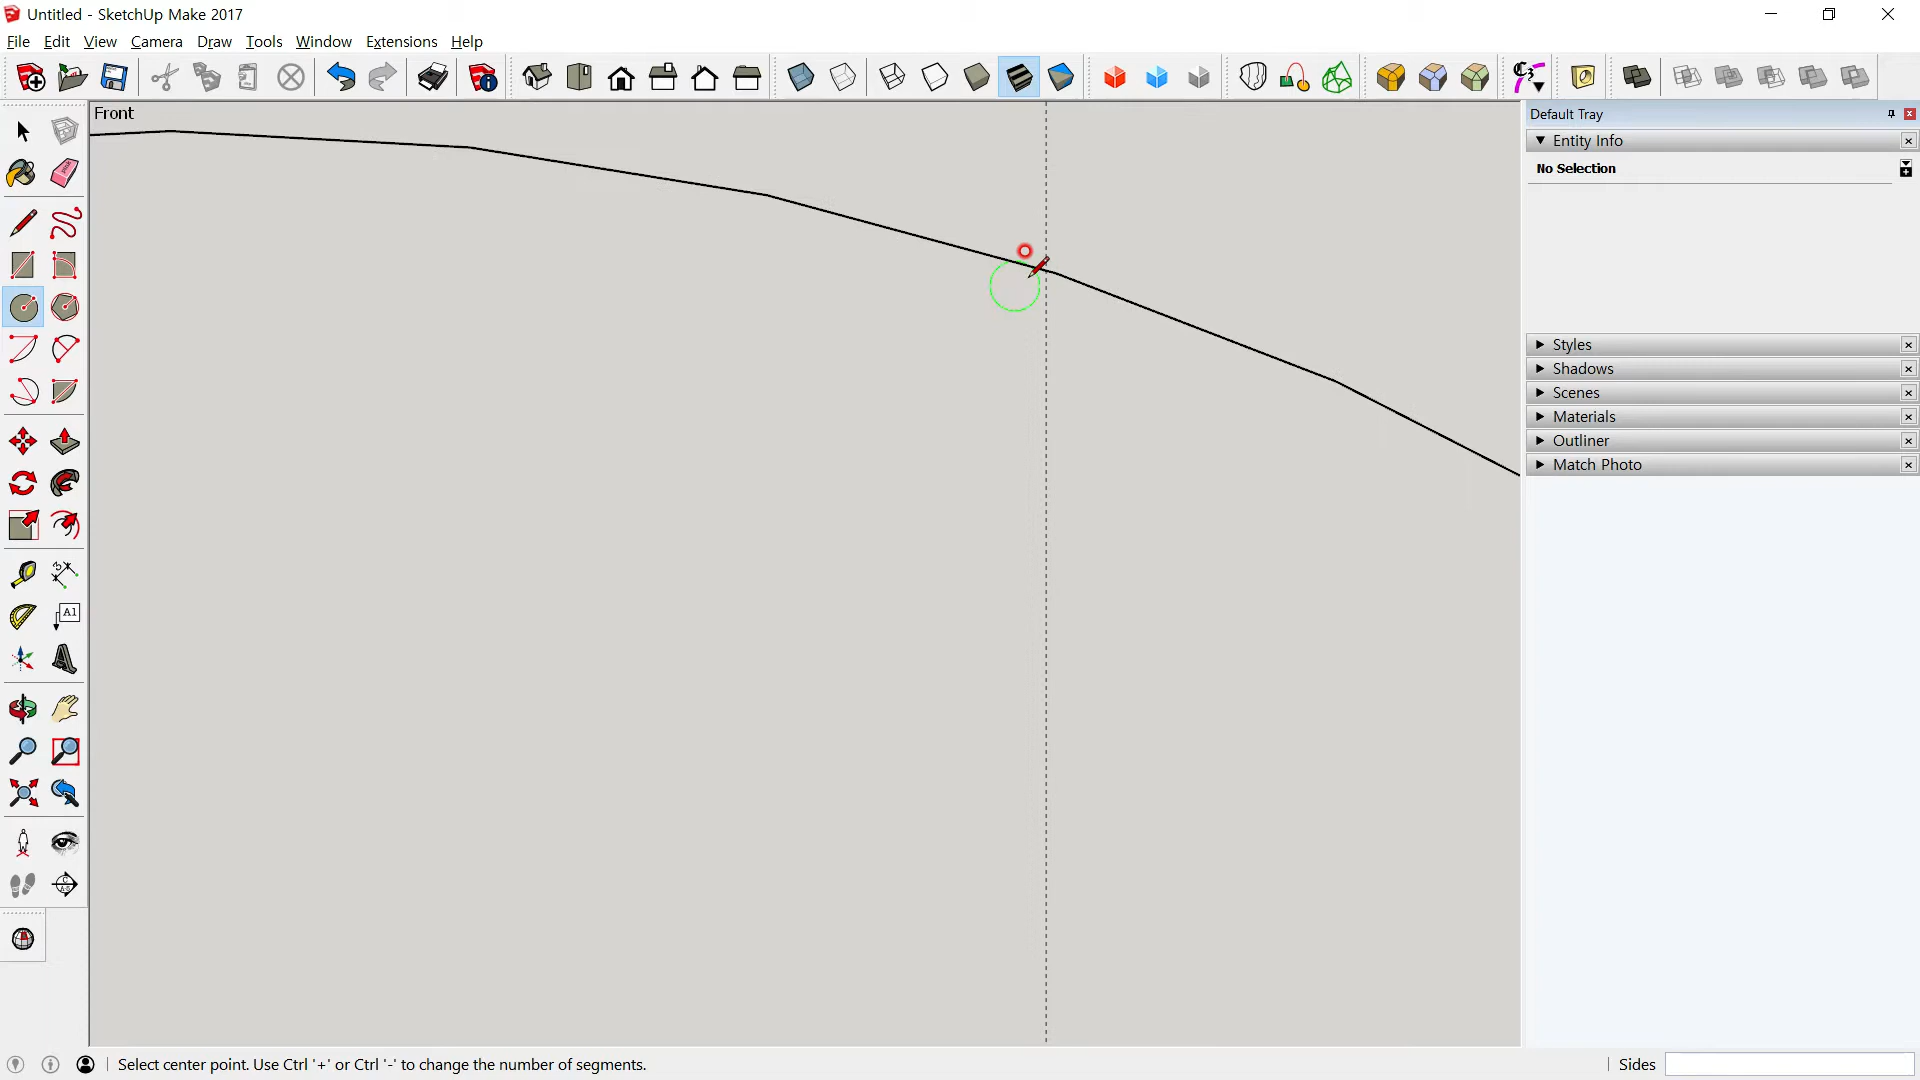 Untitled - SketchUp Make 2017
File Edit View Camera Draw Tools Window Extensions Help
Front
Default Tray
Entity Info
No Selection
Styles
Shadows
Scenes
Materials
Outliner
Match Photo
A1
Select center point. Use Ctrl '+' or Ctrl '-' to change the number of segments.
Sides